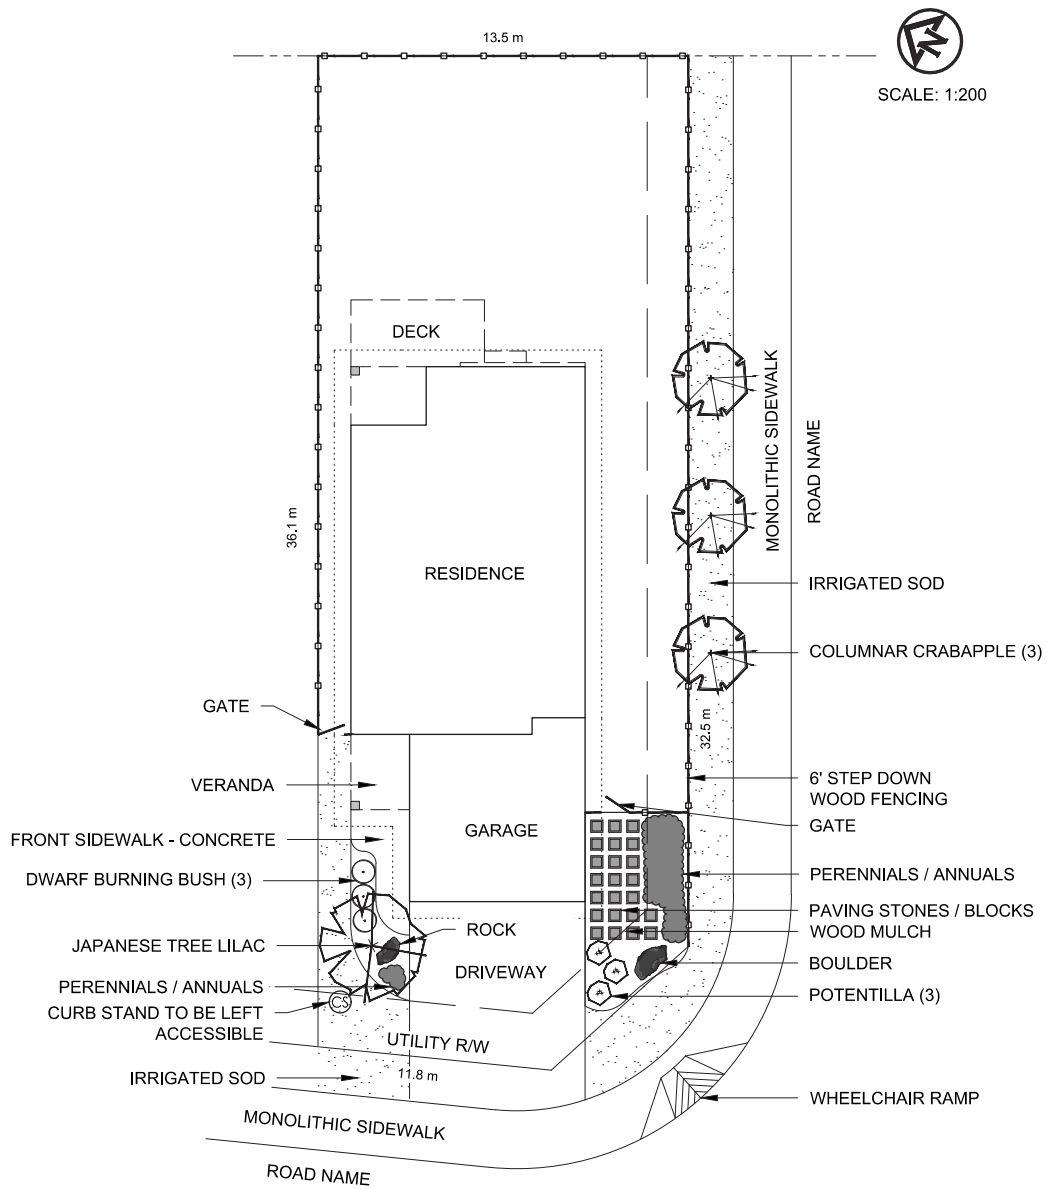 13.5 m
N
SCALE: 1:200
DECK
MONOLITHIC SIDEWALK
ROAD NAME
36.1 m
RESIDENCE
IRRIGATED SOD
COLUMNAR CRABAPPLE (3)
GATE
32.5 m
VERANDA
6' STEP DOWN
WOOD FENCING
GARAGE
GATE
FRONT SIDEWALK - CONCRETE
DWARF BURNING BUSH (3)
PERENNIALS / ANNUALS
PAVING STONES / BLOCKS
ROCK
WOOD MULCH
JAPANESE TREE LILAC
DRIVEWAY
BOULDER
PERENNIALS / ANNUALS
POTENTILLA (3)
CS
CURB STAND TO BE LEFT
ACCESSIBLE
UTILITY R/W
11.8 m
IRRIGATED SOD
WHEELCHAIR RAMP
MONOLITHIC SIDEWALK
ROAD NAME